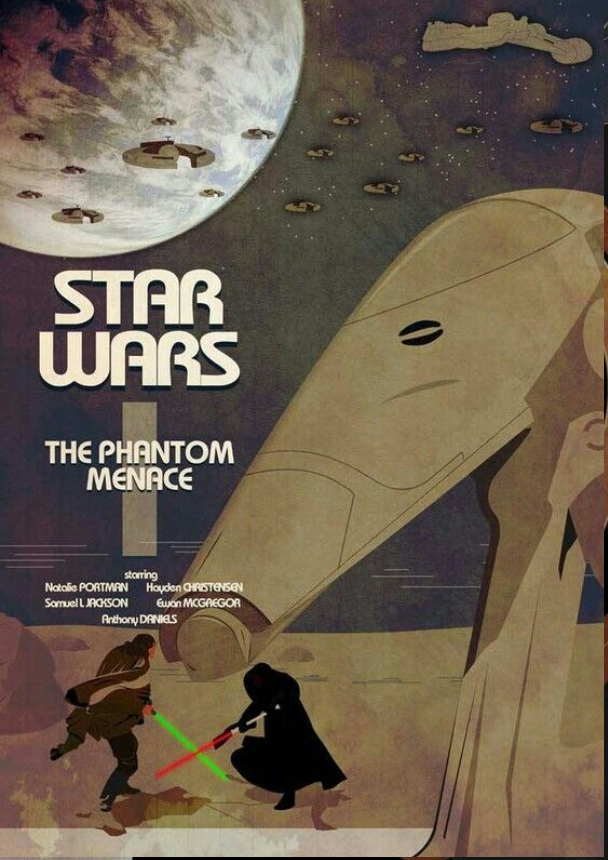 STAR
WARS
I
THE PHANTOM
MENACE
starring
Natalie PORTMAN Hayden CHRISTENSEN
Samuel L JACKSON Ewan MCGREGOR
Anthony DANIELS